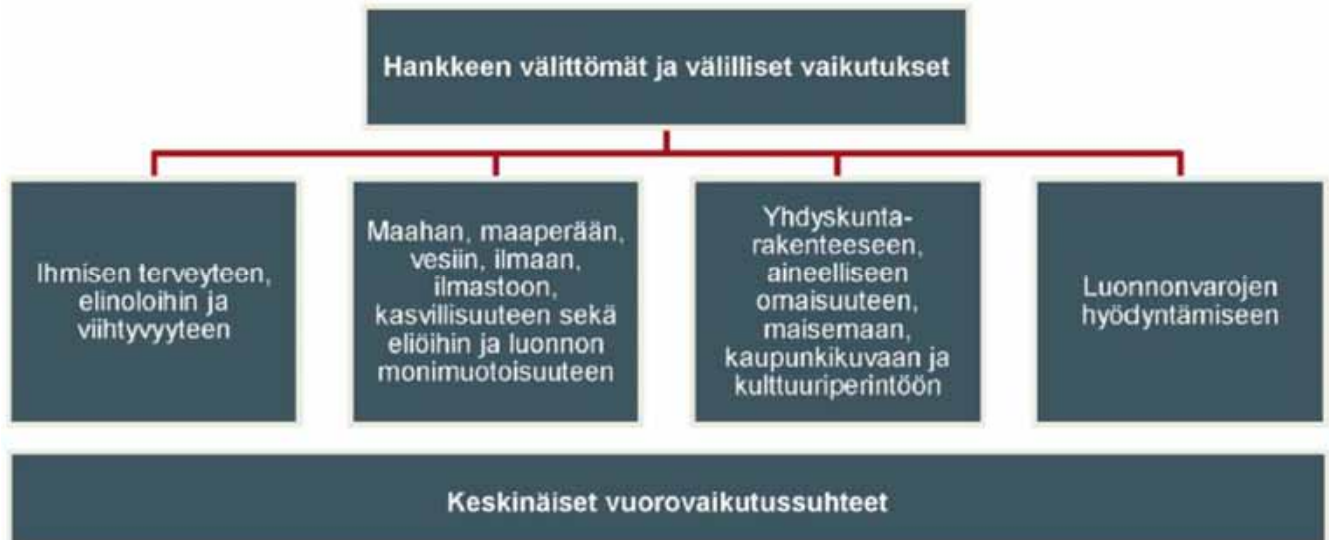 Hankkeen välittömät ja välilliset vaikutukset
Ihmisen terveyteen,
elinoloihin ja
viihtyvyyteen
Maahan, maaperään,
vesiin, ilmaan,
ilmastoon,
kasvillisuuteen sekä
eliöihin ja luonnon
monimuotoisuuteen
Yhdyskunta-
rakenteeseen,
aineelliseen
omaisuuteen,
maisemaan,
kaupunkikuvaan ja
kulttuuriperintöön
Luonnonvarojen
hyödyntämiseen
Keskinäiset vuorovaikutussuhteet